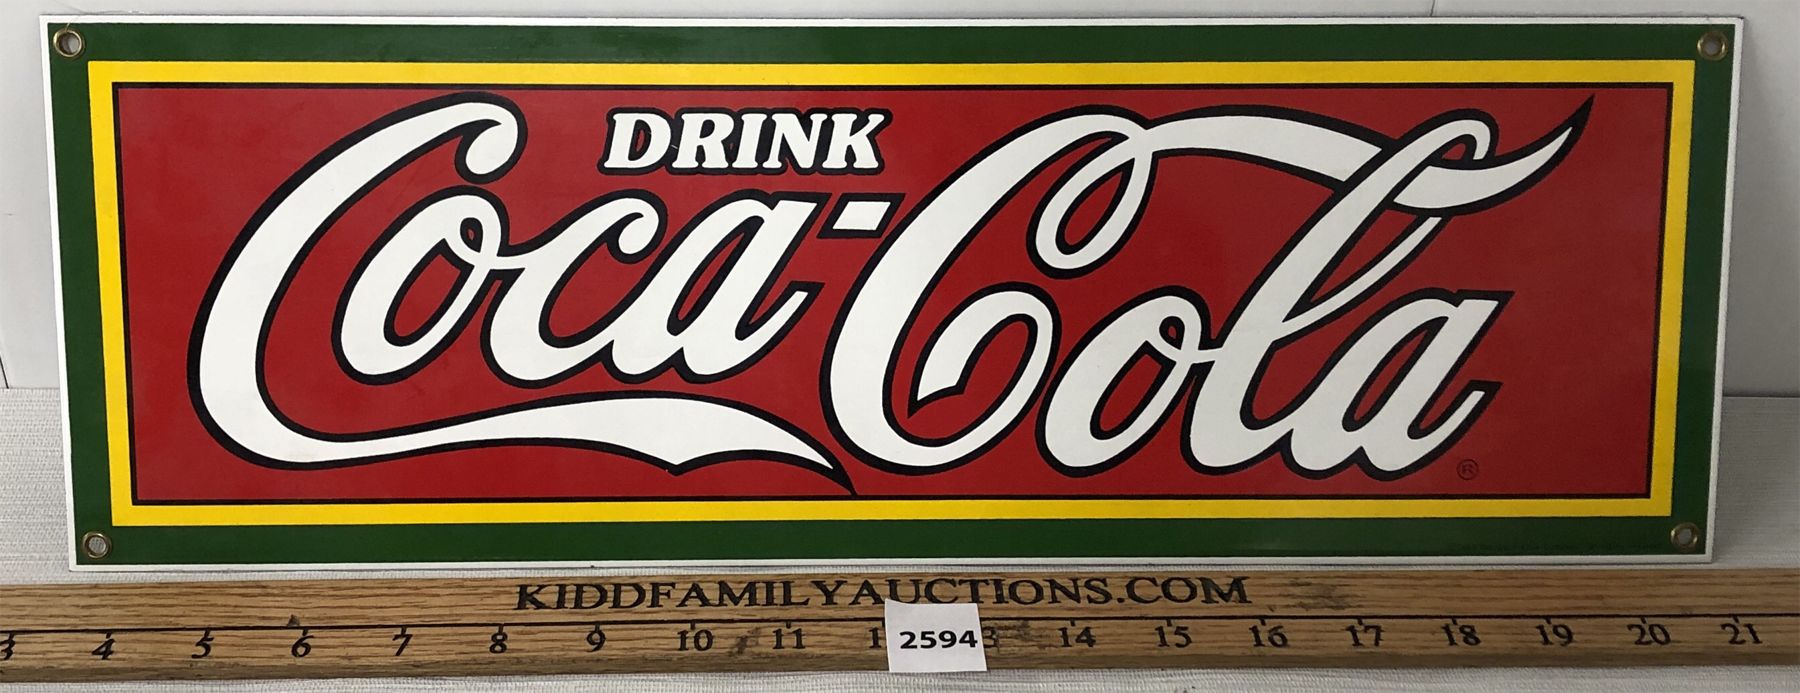 DRINK
Coca-Cola
®
KIDDFAMILYAUCTIONS.COM
3 4 5 6 7 8 9 10 11 1 2594 3 14 15 16 17 18 19 20 21